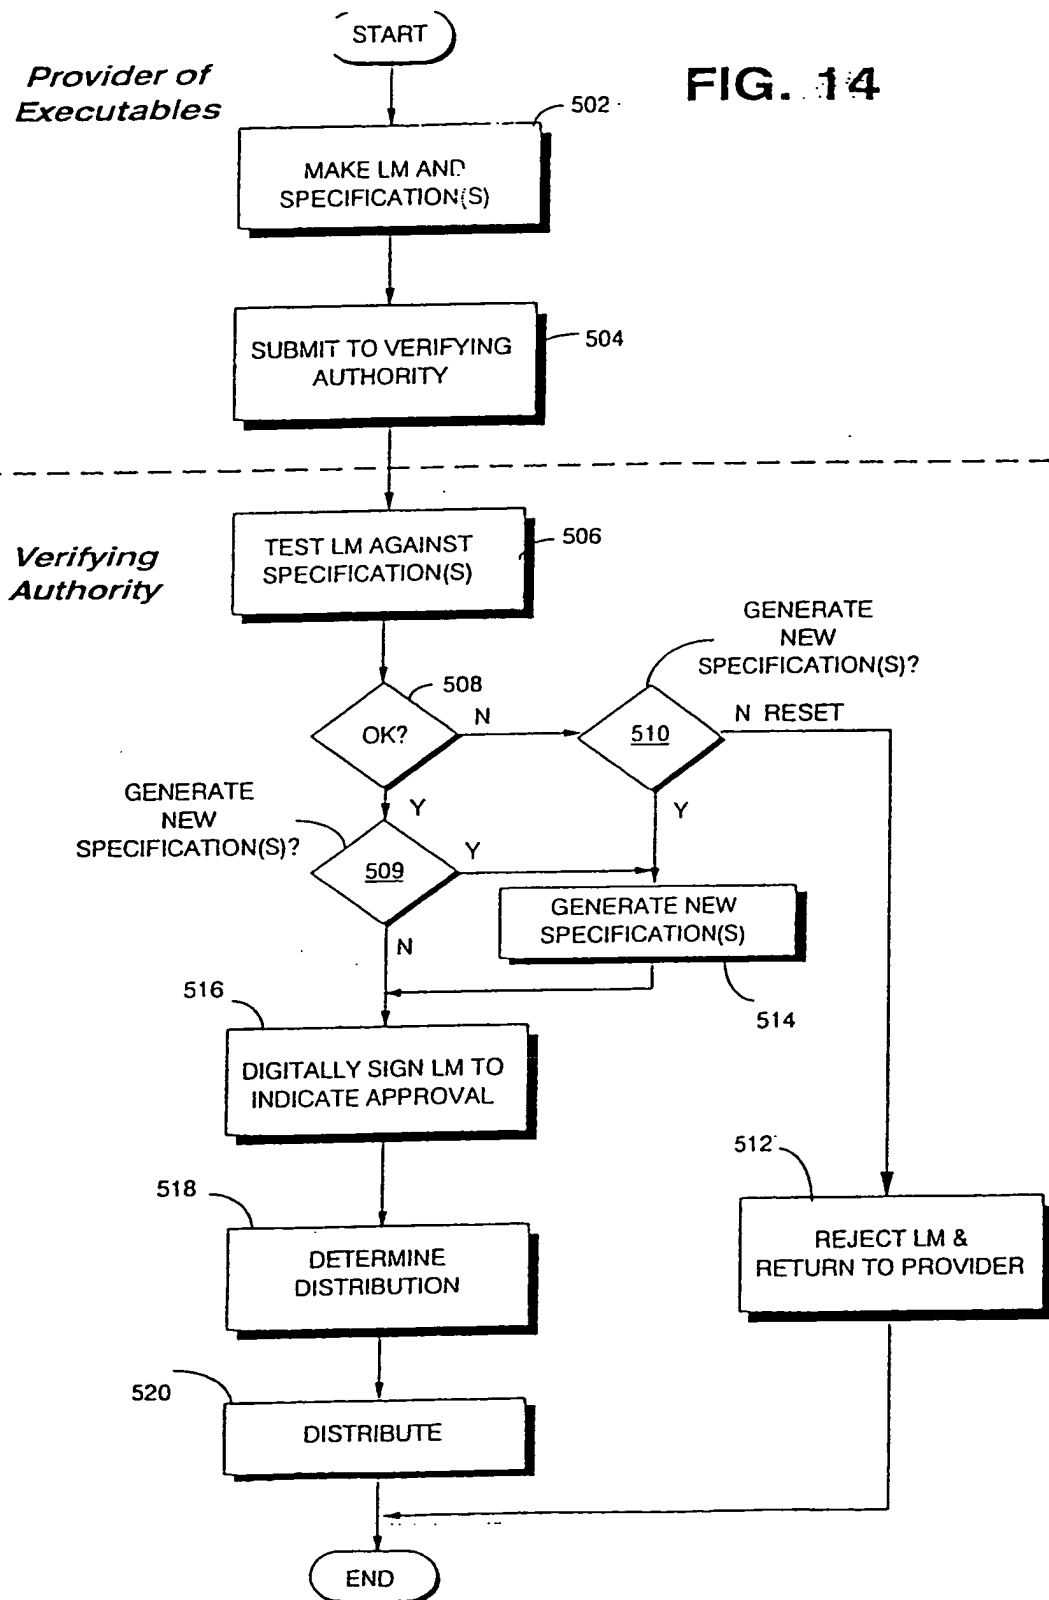 START
Provider of
Executables
FIG. 14
502
MAKE LM AND
SPECIFICATION(S)
SUBMIT TO VERIFYING
AUTHORITY
504
Verifying
Authority
TEST LM AGAINST
SPECIFICATION(S)
506
GENERATE
NEW
SPECIFICATION(S)?
508
OK?
N
510
N RESET
GENERATE
NEW
SPECIFICATION(S)?
Y
Y
509
Y
GENERATE NEW
SPECIFICATION(S)
N
514
516
DIGITALLY SIGN LM TO
INDICATE APPROVAL
512
518
DETERMINE
DISTRIBUTION
REJECT LM &
RETURN TO PROVIDER
520
DISTRIBUTE
END